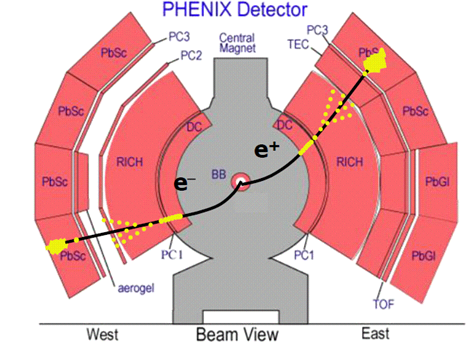 PHENIX Detector
PC3
PC2
Central
Magnet
PC3
TEC
PbSc
PbSc
DC
DC
PbSc
PbSc
RICH
BB
e+
e−
RICH
PbSc
PbGl
PbSc
PC1
PC1
PbGl
aerogel
TOF
West
Beam View
East